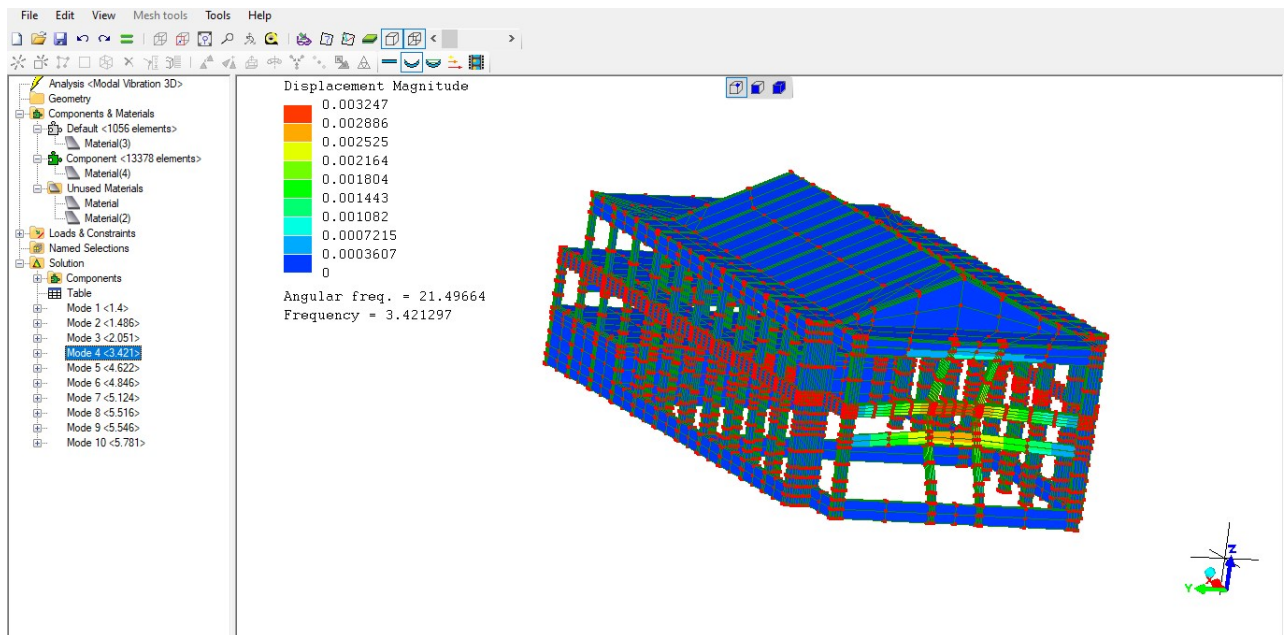 File Edit View Mesh tools Tools Help
Analysis <Modal Vibration 3D>
Geometry
Components & Materials
Default <1056 elements>
Material(3)
Component <13378 elements>
Material(4)
Unused Materials
Material
Material(2)
Loads & Constraints
Named Selections
Solution
Components
Table
Mode 1 <1.4>
Mode 2 <1.486>
Mode 3 <2.051>
Mode 4 <3.421>
Mode 5 <4.622>
Mode 6 <4.846>
Mode 7 <5.124>
Mode 8 <5.516>
Mode 9 <5.546>
Mode 10 <5.781>
Displacement Magnitude
0.003247
0.002886
0.002525
0.002164
0.001804
0.001443
0.001082
0.0007215
0.0003607
0
Angular freq. = 21.49664
Frequency = 3.421297
Z
Y
X